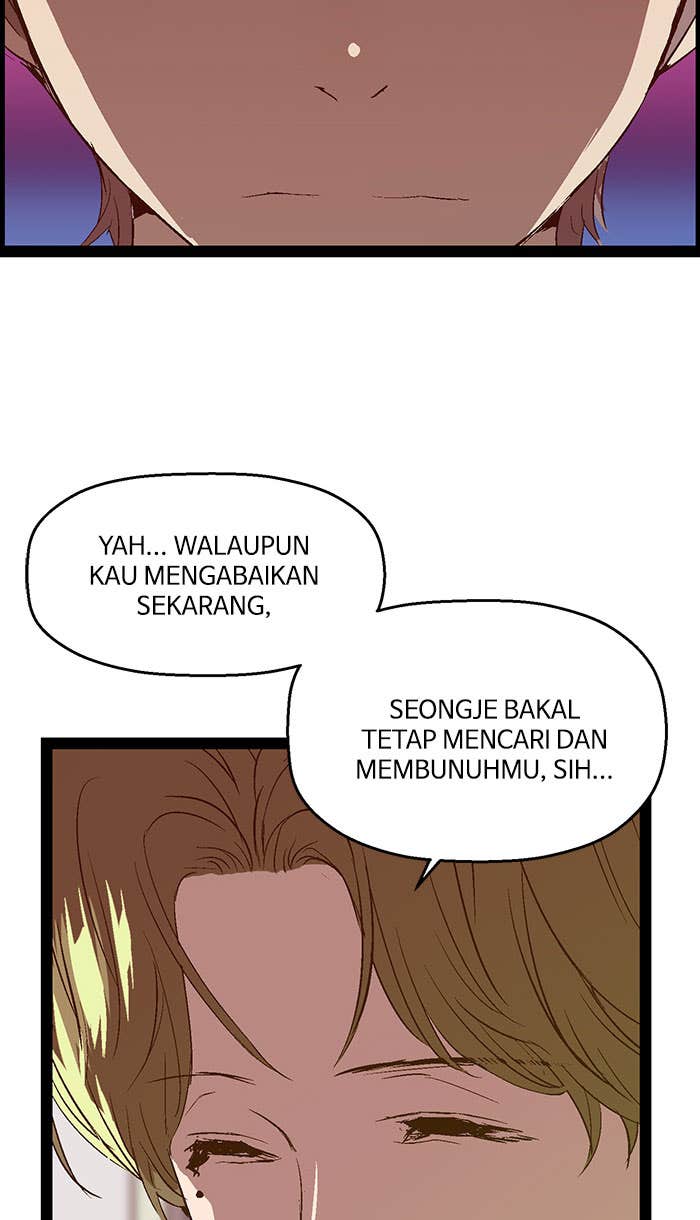 YAH... WALAUPUN
KAU MENGABAIKAN
SEKARANG,
SEONGJE BAKAL
TETAP MENCARI DAN
MEMBUNUHMU, SIH...